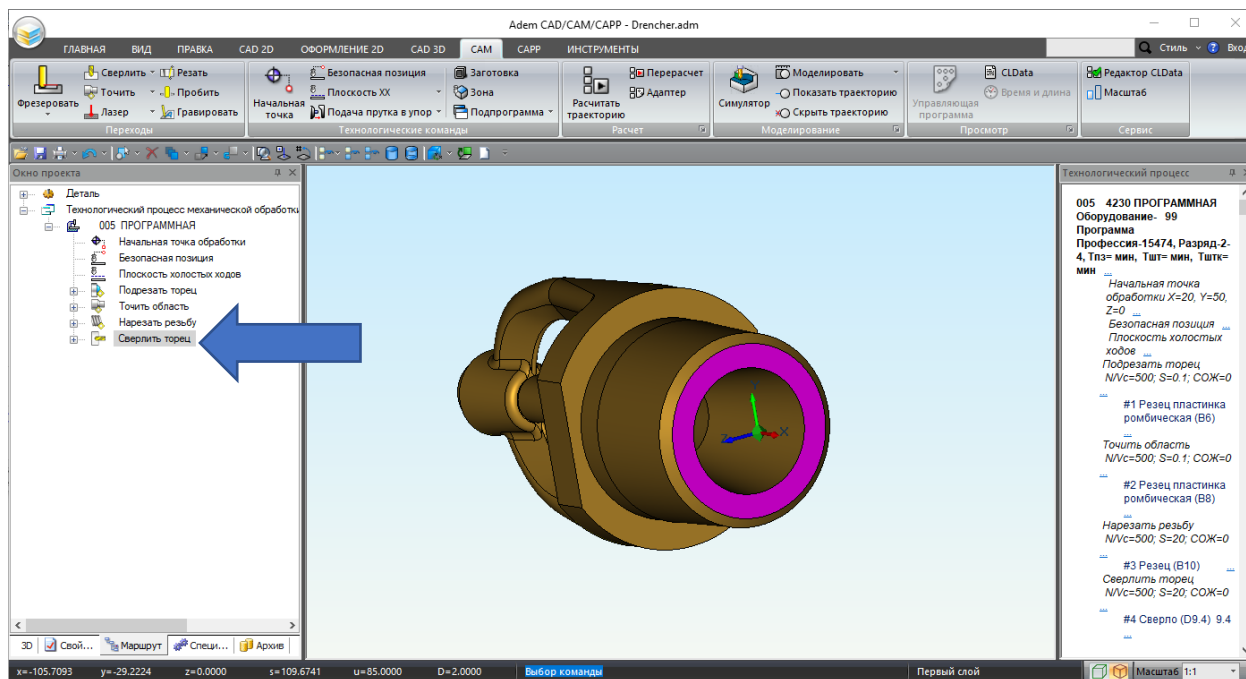 Adem CAD/CAM/CAPP - Drencher.adm
ГЛАВНАЯ ВИД ПРАВКА CAD 2D ОФОРМЛЕНИЕ 2D CAD 3D CAM CAPP ИНСТРУМЕНТЫ Стиль Вход
Фрезеровать
Сверлить Резать
Точить Пробить
Лазер Гравировать
Переходы
Начальная точка
Безопасная позиция Заготовка
Плоскость XX Зона
Подача прутка в упор Подпрограмма
Технологические команды
Расчитать траекторию
Перерасчет
Адаптер
Расчет
Симулятор
Моделировать
Показать траекторию
Скрыть траекторию
Моделирование
Управляющая программа
CLData
Время и длина
Просмотр
Редактор CLData
Масштаб
Сервис
Окно проекта
Деталь
Технологический процесс механической обработки
005 ПРОГРАММНАЯ
Начальная точка обработки
Безопасная позиция
Плоскость холостых ходов
Подрезать торец
Точить область
Нарезать резьбу
Сверлить торец
3D Свой... Маршрут Специ... Архив
Y
Z X
Технологический процесс
005 4230 ПРОГРАММНАЯ
Оборудование- 99
Программа
Профессия-15474, Разряд-2-
4, Тпз= мин, Тшт= мин, Тштк=
мин ...
Начальная точка
обработки X=20, Y=50,
Z=0 ...
Безопасная позиция ...
Плоскость холостых
ходов ...
Подрезать торец
N/Vc=500; S=0.1; СОЖ=0
...
#1 Резец пластинка
ромбическая (B6)
...
Точить область
N/Vc=500; S=0.1; СОЖ=0
...
#2 Резец пластинка
ромбическая (B8)
...
Нарезать резьбу
N/Vc=500; S=20; СОЖ=0
...
#3 Резец (B10) ...
Сверлить торец
N/Vc=500; S=20; СОЖ=0
...
#4 Сверло (D9.4) 9.4
...
x=-105.7093 y=-29.2224 z=0.0000 s=109.6741 u=85.0000 D=2.0000 Выбор команды Первый слой Масштаб 1:1